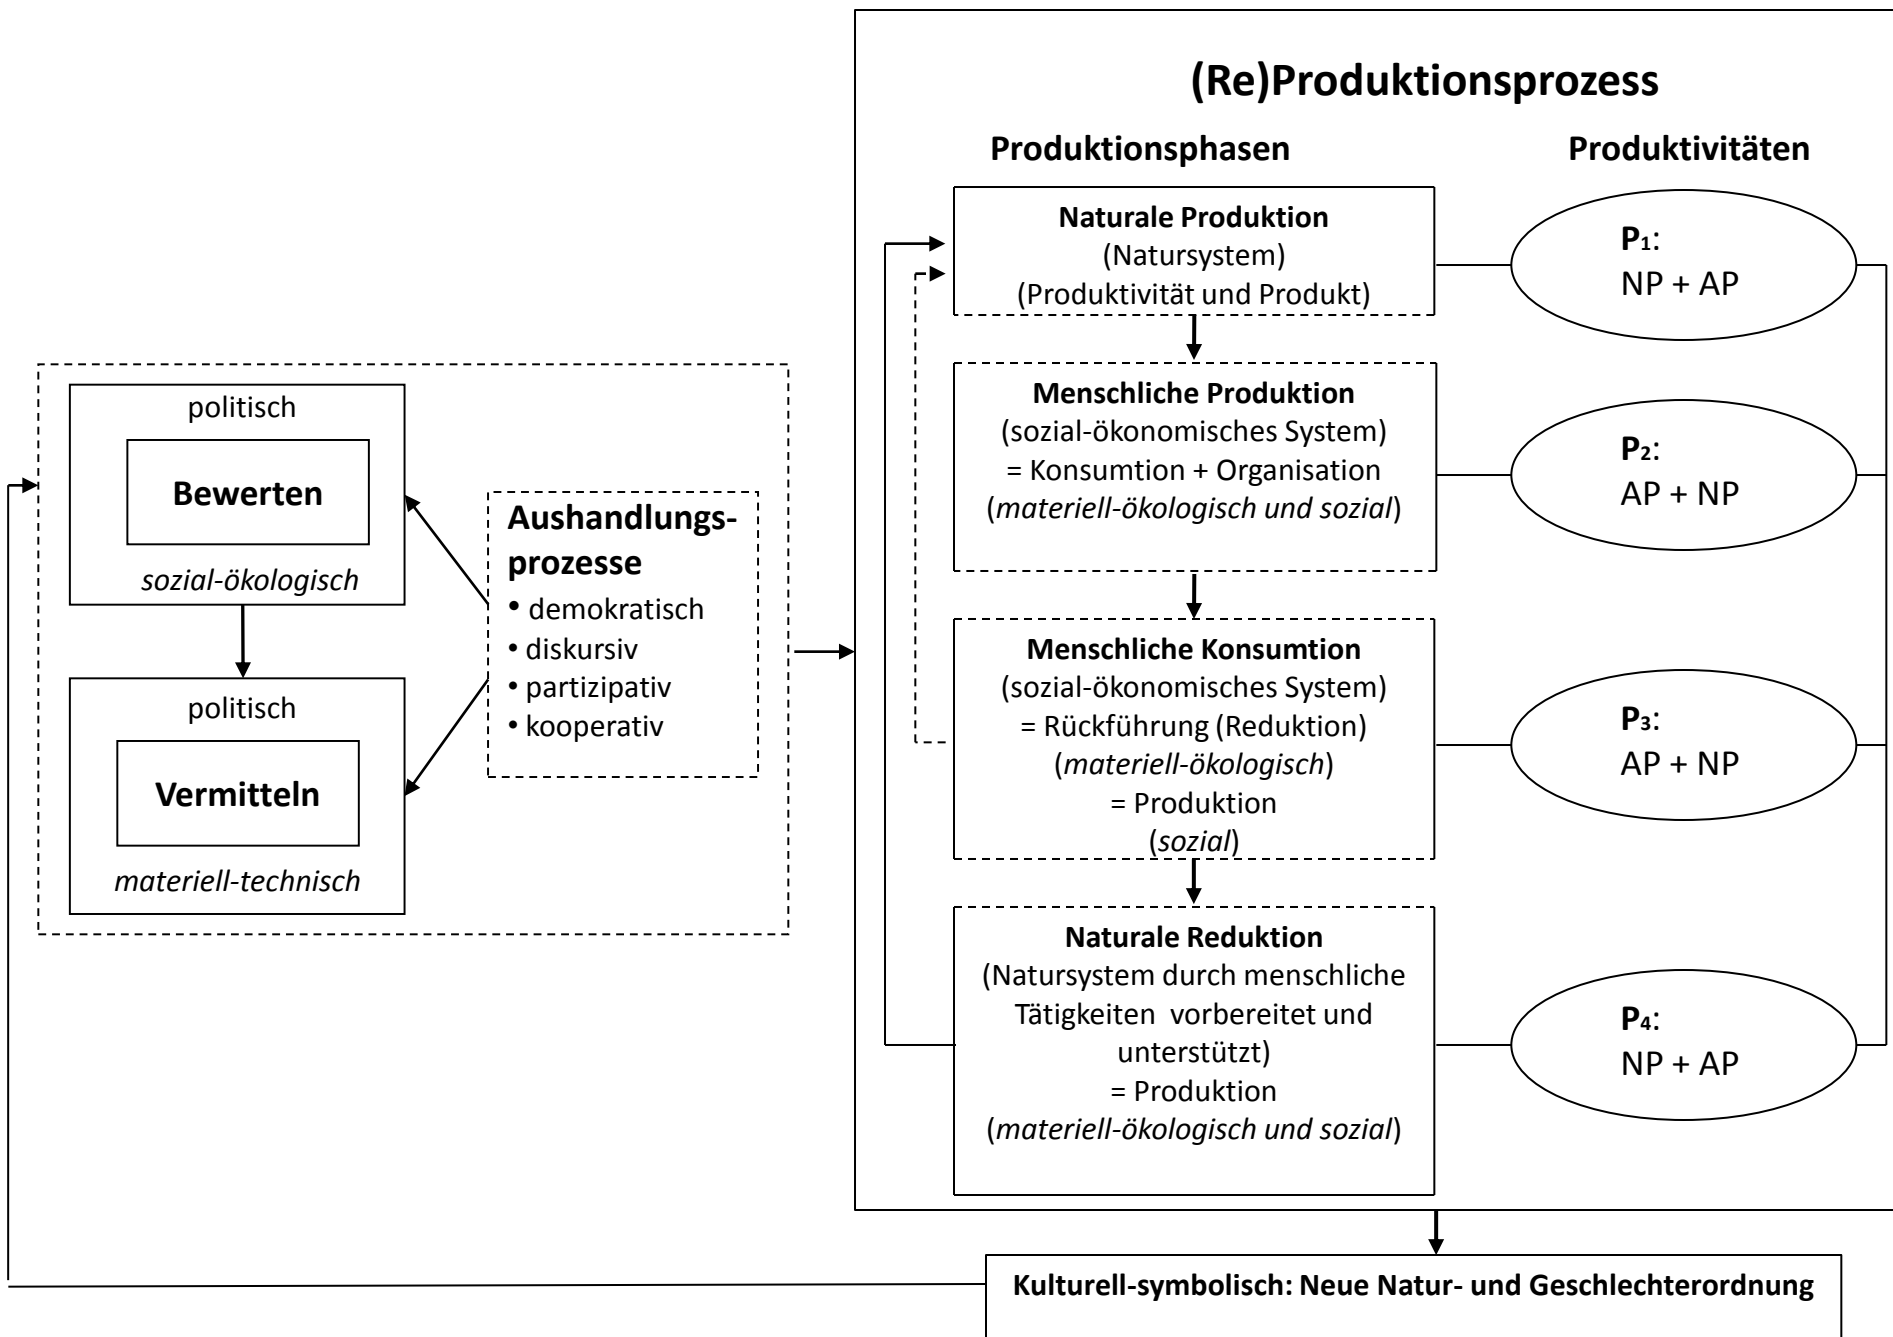 (Re)Produktionsprozess
Produktionsphasen
Produktivitäten
Naturale Produktion
(Natursystem)
(Produktivität und Produkt)
P1:
NP + AP
Menschliche Produktion
(sozial-ökonomisches System)
= Konsumtion + Organisation
(materiell-ökologisch und sozial)
P2:
AP + NP
Menschliche Konsumtion
(sozial-ökonomisches System)
= Rückführung (Reduktion)
(materiell-ökologisch)
= Produktion
(sozial)
P3:
AP + NP
Naturale Reduktion
(Natursystem durch menschliche
Tätigkeiten vorbereitet und
unterstützt)
= Produktion
(materiell-ökologisch und sozial)
P4:
NP + AP
politisch
Bewerten
sozial-ökologisch
politisch
Vermitteln
materiell-technisch
Aushandlungs-
prozesse
• demokratisch
• diskursiv
• partizipativ
• kooperativ
Kulturell-symbolisch: Neue Natur- und Geschlechterordnung